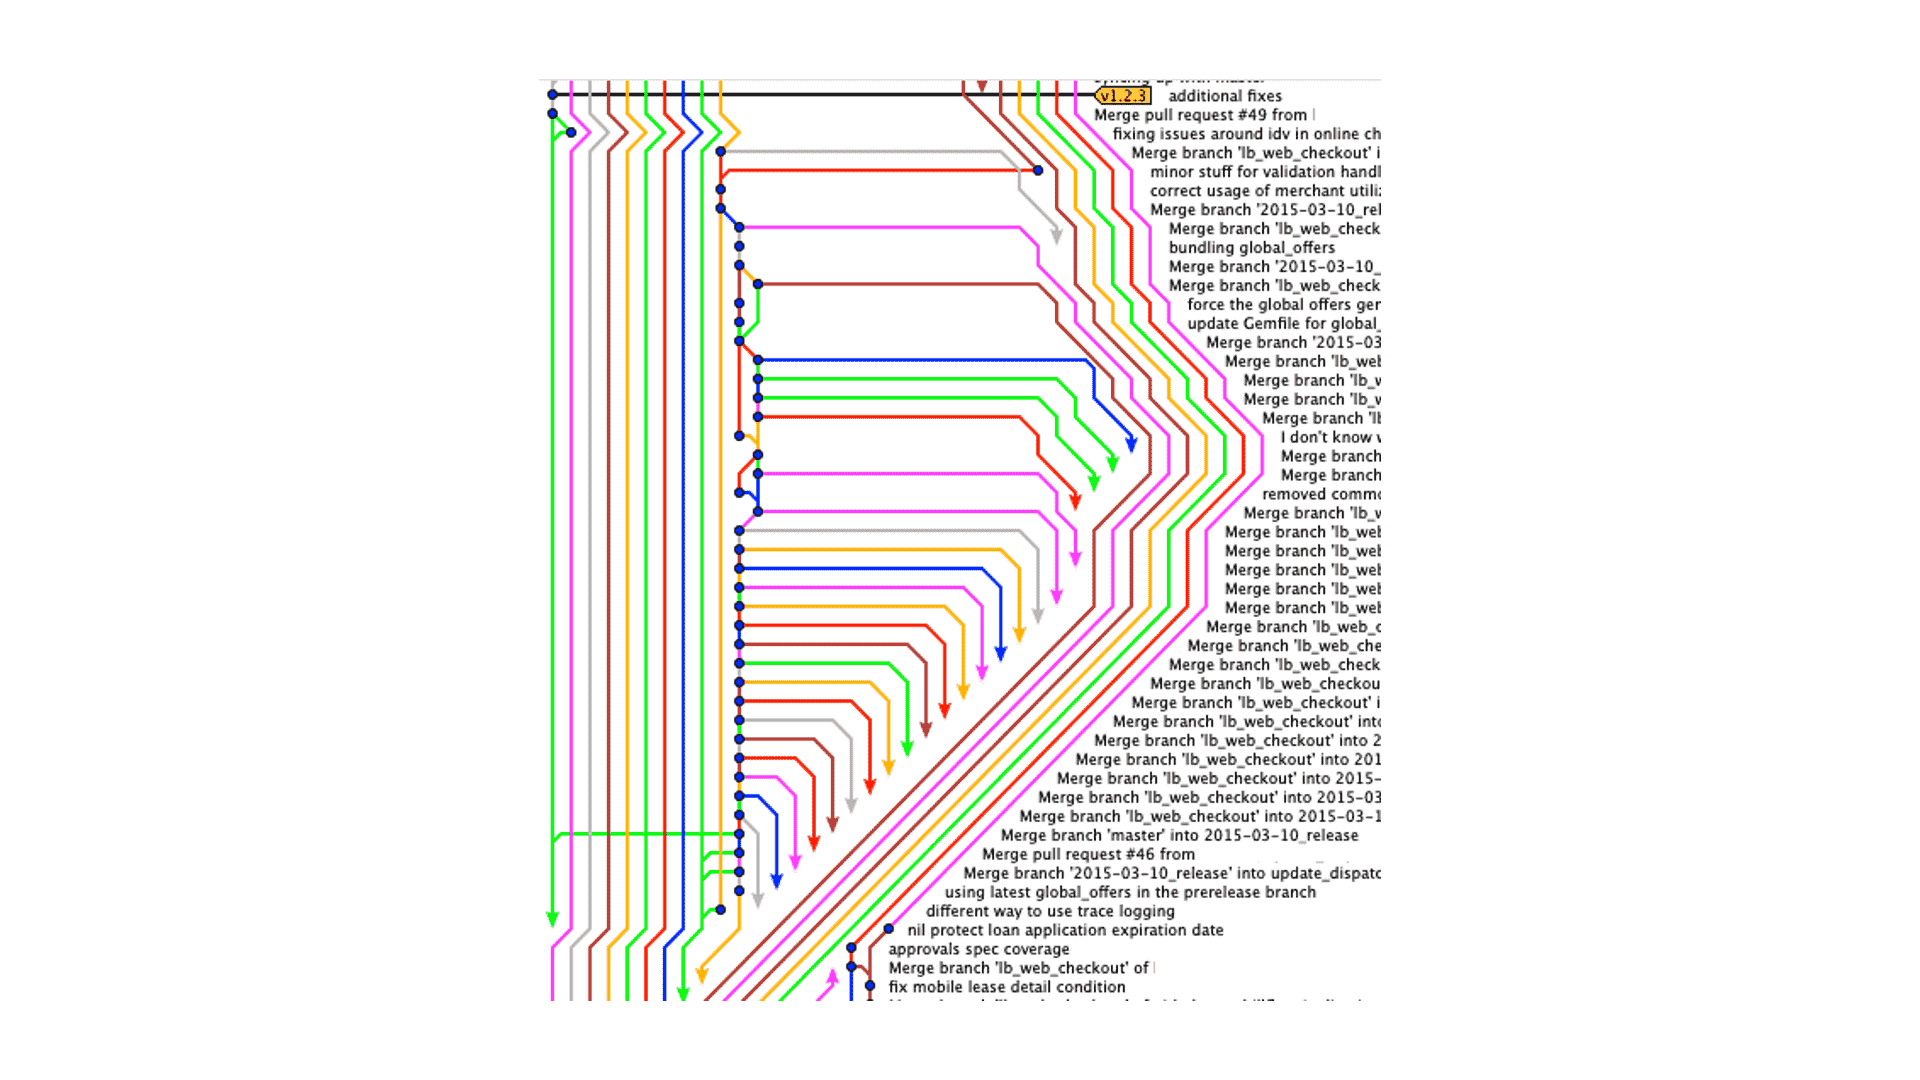 syncing up with master
v1.2.3 additional fixes
Merge pull request #49 from
fixing issues around idv in online ch
Merge branch 'lb_web_checkout' i
minor stuff for validation handl
correct usage of merchant utili
Merge branch '2015-03-10_rel
Merge branch 'lb_web_check
bundling global_offers
Merge branch '2015-03-10_
Merge branch 'lb_web_check
force the global offers ger
update Gemfile for global_
Merge branch '2015-03
Merge branch 'lb_wel
Merge branch 'lb_w
Merge branch 'lb_w
Merge branch 'lb
I don't know w
Merge branch
Merge branch
removed commo
Merge branch 'lb_w
Merge branch 'lb_wel
Merge branch 'lb_wel
Merge branch 'lb_wel
Merge branch 'lb_wel
Merge branch 'lb_wel
Merge branch 'lb_web_c
Merge branch 'lb_web_che
Merge branch 'lb_web_check
Merge branch 'lb_web_checkou
Merge branch 'lb_web_checkout' i
Merge branch 'lb_web_checkout' into
Merge branch 'lb_web_checkout' into 2
Merge branch 'lb_web_checkout' into 201
Merge branch 'lb_web_checkout' into 2015-
Merge branch 'lb_web_checkout' into 2015-03
Merge branch 'lb_web_checkout' into 2015-03-1
Merge branch 'master' into 2015-03-10_release
Merge pull request #46 from
Merge branch '2015-03-10_release' into update_dispatc
using latest global_offers in the prerelease branch
different way to use trace logging
nil protect loan application expiration date
approvals spec coverage
Merge branch 'lb_web_checkout' of
fix mobile lease detail condition